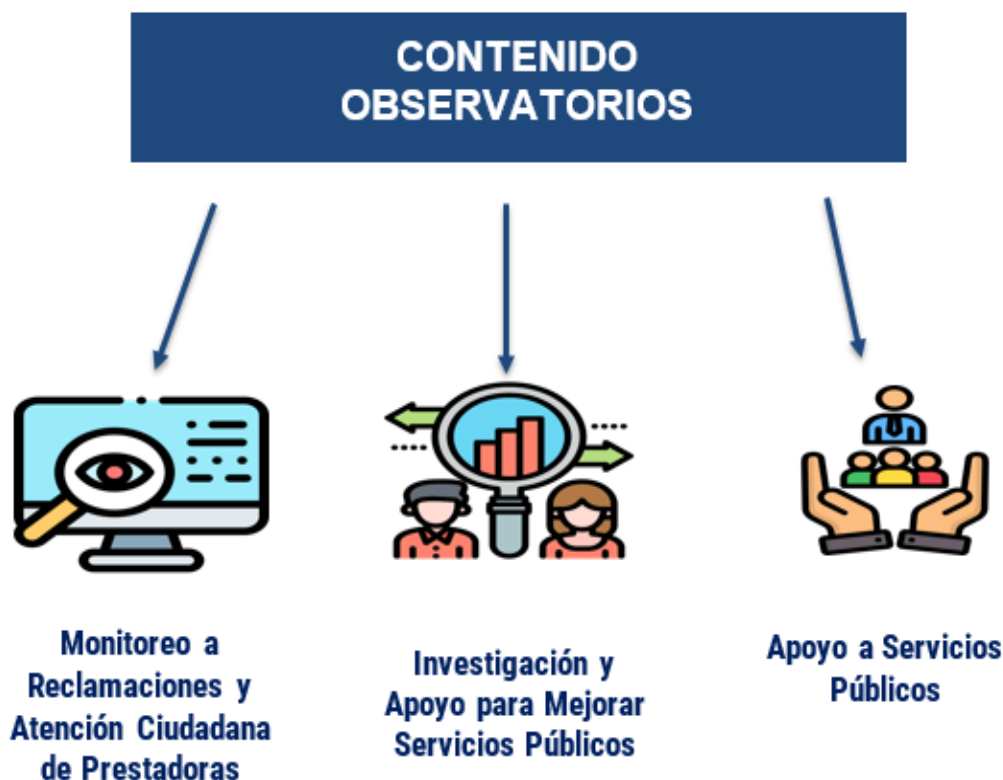 CONTENIDO
OBSERVATORIOS
Monitoreo a
Reclamaciones y
Atención Ciudadana
de Prestadoras
Investigación y
Apoyo para Mejorar
Servicios Públicos
Apoyo a Servicios
Públicos